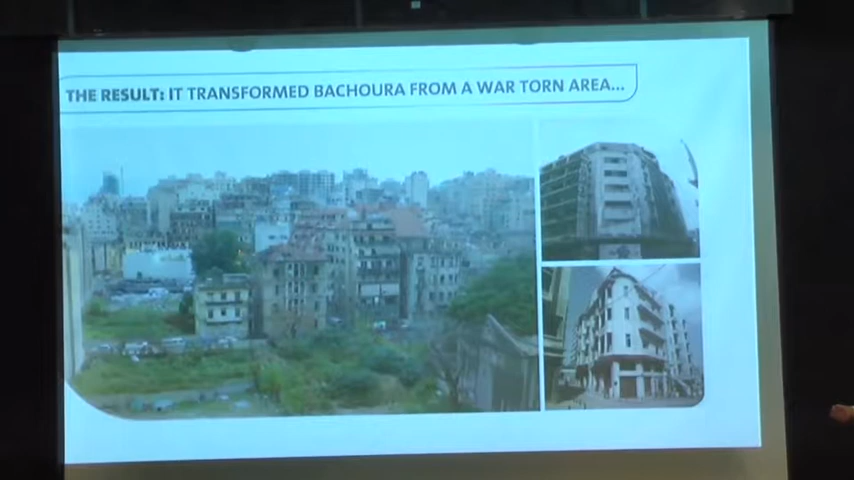 THE RESULT: IT TRANSFORMED BACHOURA FROM A WAR TORN AREA...